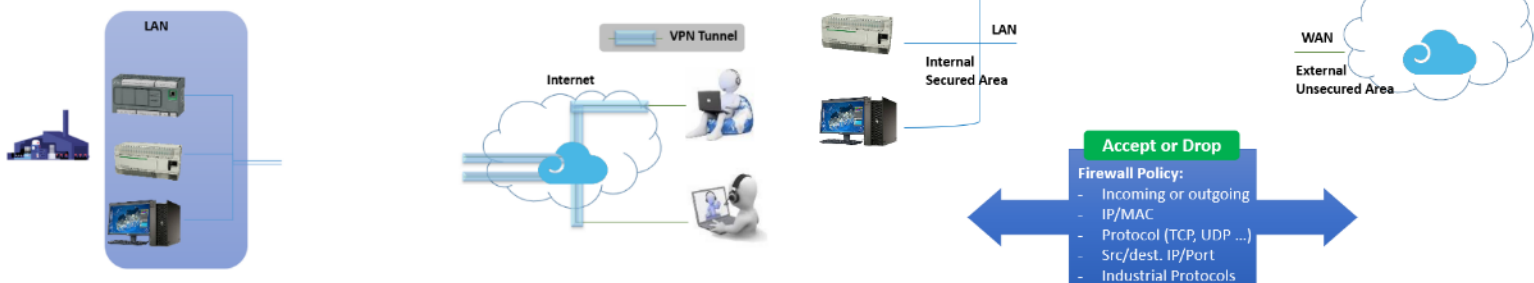 LAN
VPN Tunnel
Internet
LAN
Internal
Secured Area
WAN
External
Unsecured Area
Accept or Drop
Firewall Policy:
- Incoming or outgoing
- IP/MAC
- Protocol (TCP, UDP ...)
- Src/dest. IP/Port
- Industrial Protocols